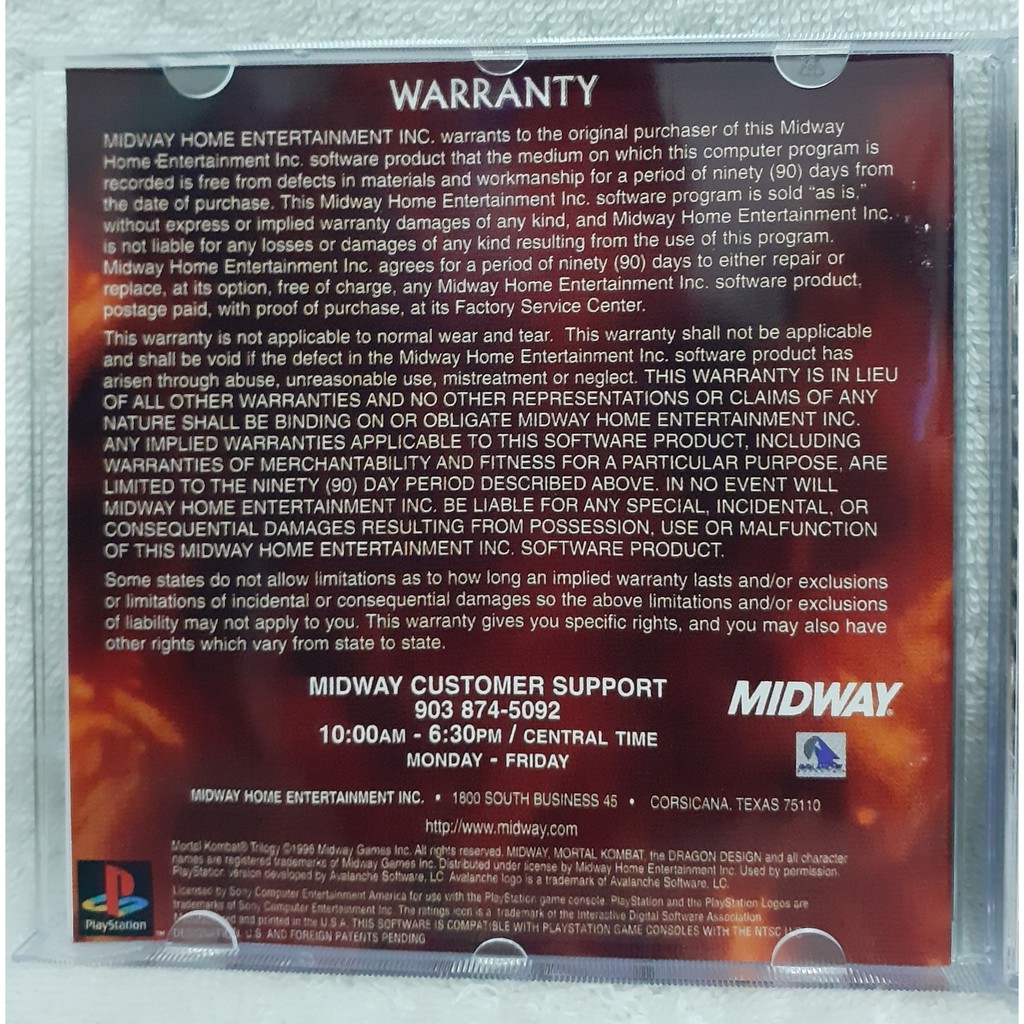 WARRANTY
MIDWAY HOME ENTERTAINMENT INC. warrants to the original purchaser of this Midway
Home Entertainment Inc. software product that the medium on which this computer program is
recorded is free from defects in materials and workmanship for a period of ninety (90) days from
the date of purchase. This Midway Home Entertainment Inc. software program is sold "as is,"
without express or implied warranty damages of any kind, and Midway Home Entertainment Inc.
is not liable for any losses or damages of any kind resulting from the use of this program.
Midway Home Entertainment Inc. agrees for a period of ninety (90) days to either repair or
replace, at its option, free of charge, any Midway Home Entertainment Inc. software product,
postage paid, with proof of purchase, at its Factory Service Center.
This warranty is not applicable to normal wear and tear. This warranty shall not be applicable
and shall be void if the defect in the Midway Home Entertainment Inc. software product has
arisen through abuse, unreasonable use, mistreatment or neglect. THIS WARRANTY IS IN LIEU
OF ALL OTHER WARRANTIES AND NO OTHER REPRESENTATIONS OR CLAIMS OF ANY
NATURE SHALL BE BINDING ON OR OBLIGATE MIDWAY HOME ENTERTAINMENT INC.
ANY IMPLIED WARRANTIES APPLICABLE TO THIS SOFTWARE PRODUCT, INCLUDING
WARRANTIES OF MERCHANTABILITY AND FITNESS FOR A PARTICULAR PURPOSE, ARE
LIMITED TO THE NINETY (90) DAY PERIOD DESCRIBED ABOVE. IN NO EVENT WILL
MIDWAY HOME ENTERTAINMENT INC. BE LIABLE FOR ANY SPECIAL, INCIDENTAL, OR
CONSEQUENTIAL DAMAGES RESULTING FROM POSSESSION, USE OR MALFUNCTION
OF THIS MIDWAY HOME ENTERTAINMENT INC. SOFTWARE PRODUCT.
Some states do not allow limitations as to how long an implied warranty lasts and/or exclusions
or limitations of incidental or consequential damages so the above limitations and/or exclusions
of liability may not apply to you. This warranty gives you specific rights, and you may also have
other rights which vary from state to state.
MIDWAY CUSTOMER SUPPORT
903 874-5092
10:00AM - 6:30PM / CENTRAL TIME
MONDAY - FRIDAY
MIDWAY®
MIDWAY HOME ENTERTAINMENT INC. • 1800 SOUTH BUSINESS 45 • CORSICANA, TEXAS 75110
http://www.midway.com
Mortal Kombat® Trilogy ©1996 Midway Games Inc. All rights reserved. MIDWAY, MORTAL KOMBAT, the DRAGON DESIGN and all character
names are registered trademarks of Midway Games Inc. Distributed under license by Midway Home Entertainment Inc. Used by permission.
PlayStation version developed by Avalanche Software, LC. Avalanche logo is a trademark of Avalanche Software, LC.
Licensed by Sony Computer Entertainment America for use with the PlayStation game console. PlayStation and the PlayStation Logos are
trademarks of Sony Computer Entertainment Inc. The ratings icon is a trademark of the Interactive Digital Software Association.
and printed in the U.S.A. THIS SOFTWARE IS COMPATIBLE WITH PLAYSTATION GAME CONSOLES WITH THE NTSC
U.S. AND FOREIGN PATENTS PENDING
PlayStation